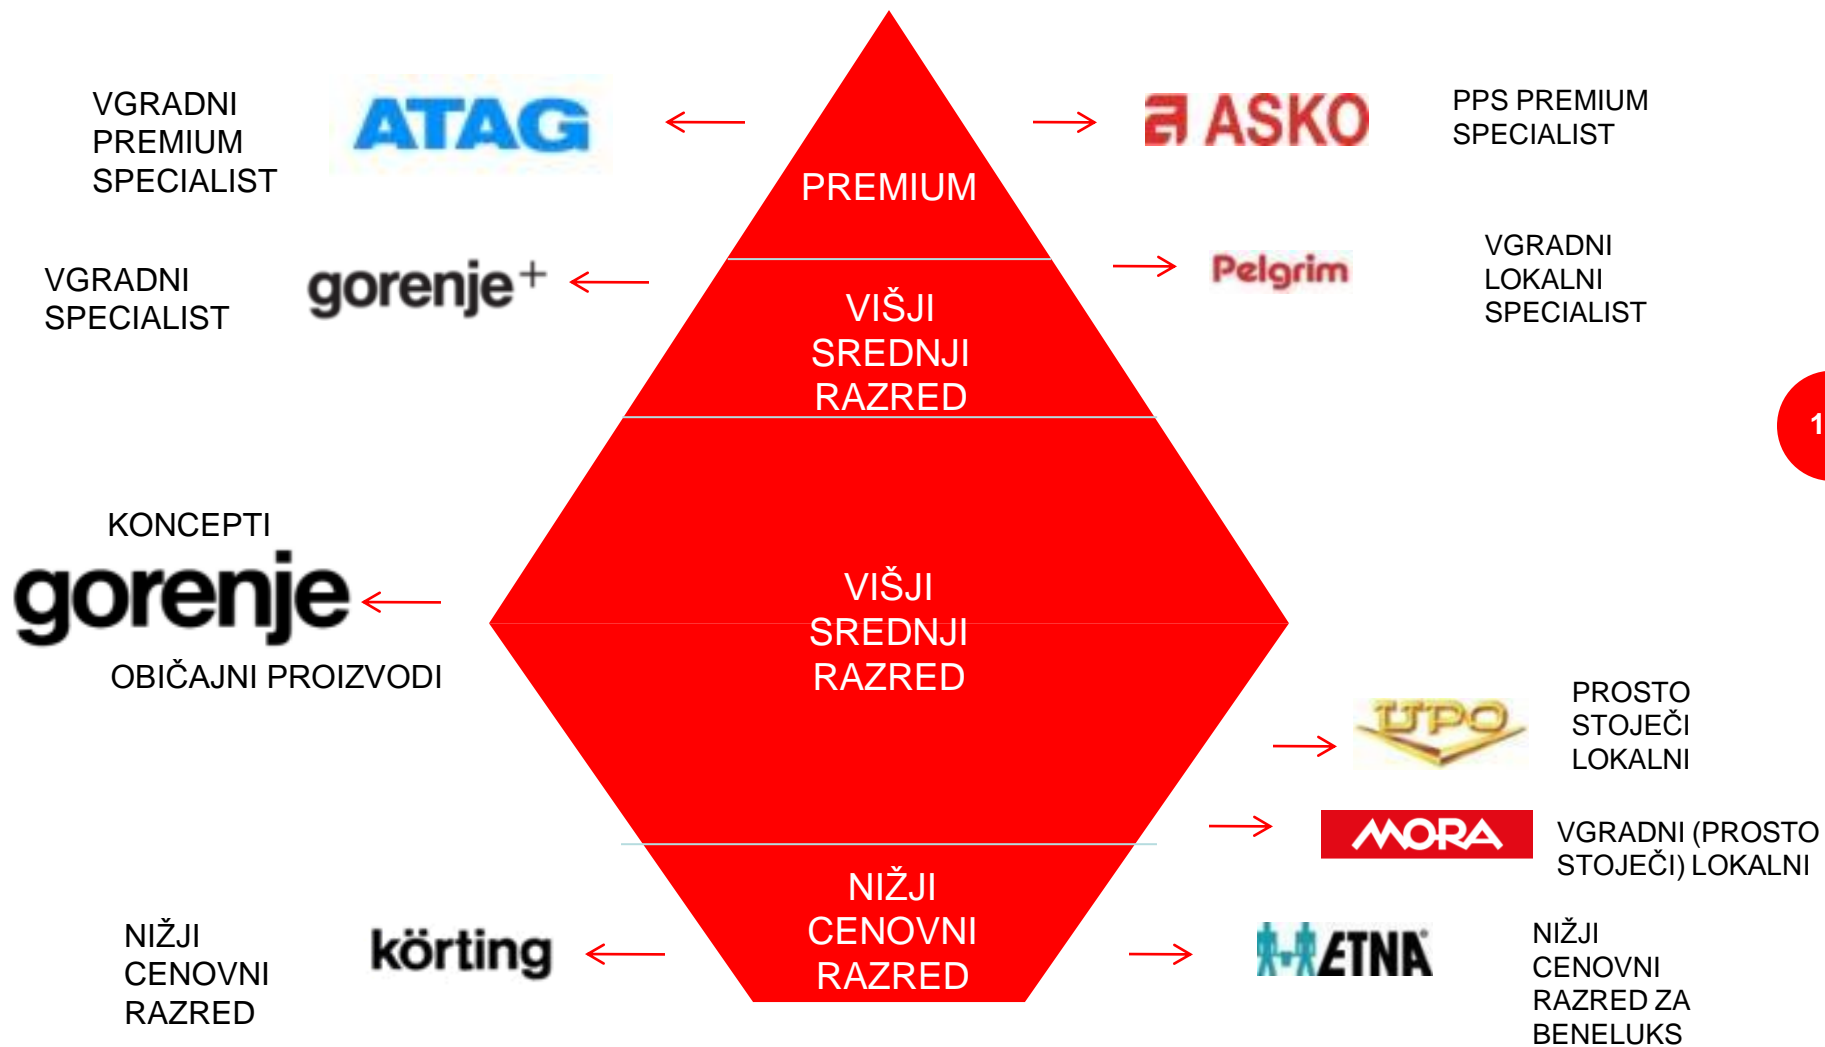 VGRADNI
PREMIUM
SPECIALIST
ATAG
PREMIUM
ASKO
PPS PREMIUM
SPECIALIST
VGRADNI
SPECIALIST
gorenje+
VIŠJI
SREDNJI
RAZRED
Pelgrim
VGRADNI
LOKALNI
SPECIALIST
1
KONCEPTI
gorenje
OBIČAJNI PROIZVODI
VIŠJI
SREDNJI
RAZRED
UPO
PROSTO
STOJEČI
LOKALNI
MORA
VGRADNI (PROSTO
STOJEČI) LOKALNI
NIŽJI
CENOVNI
RAZRED
körting
NIŽJI
CENOVNI
RAZRED
ETNA
NIŽJI
CENOVNI
RAZRED ZA
BENELUKS